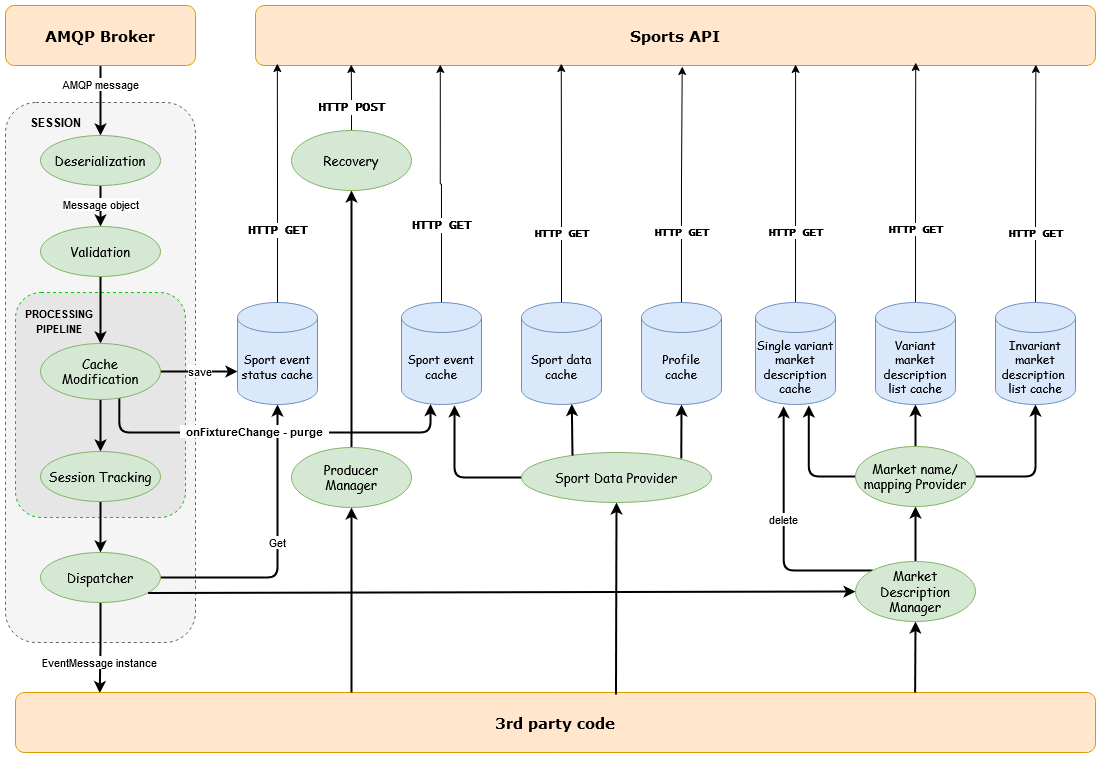 AMQP Broker
Sports API
AMQP message
HTTP POST
SESSION
Deserialization
Recovery
Message object
HTTP GET
HTTP GET
HTTP GET
HTTP GET
HTTP GET
HTTP GET
HTTP GET
Validation
PROCESSING
PIPELINE
Cache
Modification
save
Sport event
status cache
Sport event
cache
Sport data
cache
Profile
cache
Single variant
market
description
cache
Variant
market
description
list cache
Invariant
market
description
list cache
onFixtureChange - purge
Session Tracking
Producer
Manager
Sport Data Provider
Market name/
mapping Provider
delete
Get
Dispatcher
Market
Description
Manager
EventMessage instance
3rd party code